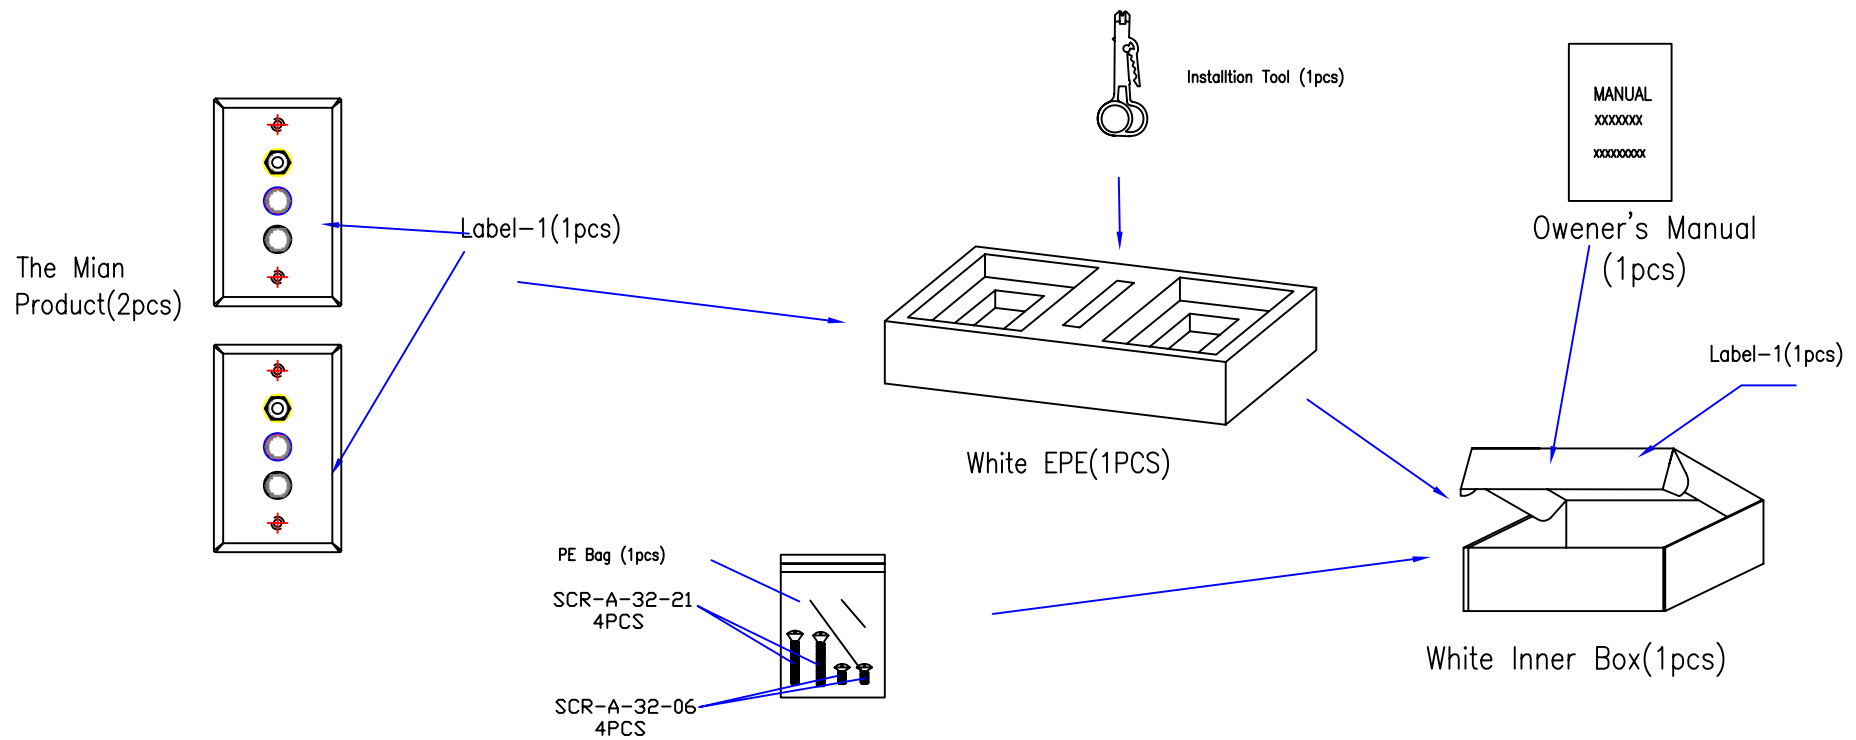 Installtion Tool (1pcs)
MANUAL
XXXXXXX
XXXXXXXXX
Owener's Manual
(1pcs)
Label-1(1pcs)
The Mian
Product(2pcs)
Label-1(1pcs)
White EPE(1PCS)
PE Bag (1pcs)
SCR-A-32-21
4PCS
SCR-A-32-06
4PCS
White Inner Box(1pcs)